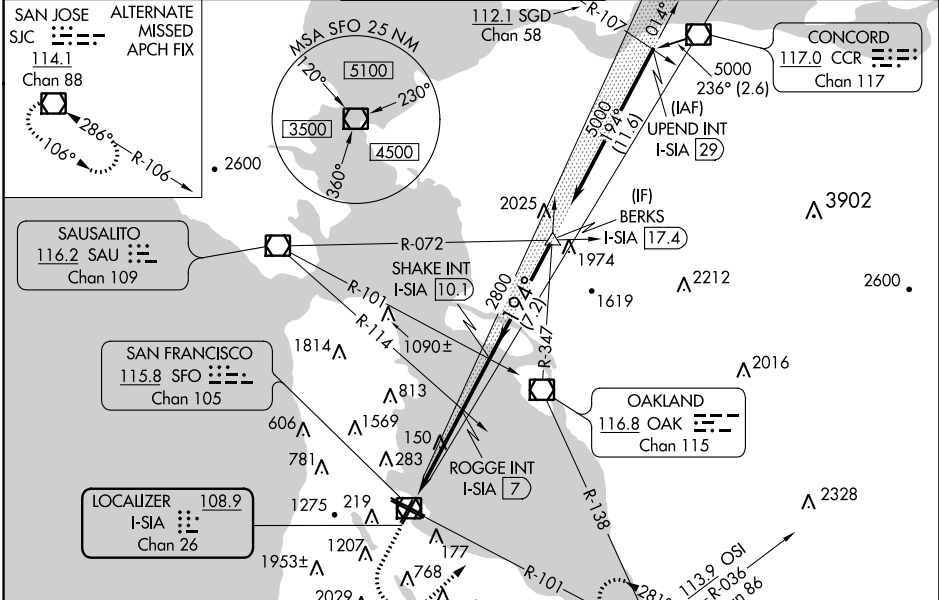 SAN JOSE
SJC
114.1
Chan 88
ALTERNATE
MISSED
APCH FIX
286°
106°
R-106
2600
MSA SFO 25 NM
120°
5100
230°
3500
4500
360°
112.1 SGD
Chan 58
R-107
014°
CONCORD
117.0 CCR
Chan 117
5000
236° (2.6)
(IAF)
UPEND INT
I-SIA 29
5000
194°
(11.6)
2025
(IF)
BERKS
I-SIA 17.4
1974
3902
SAUSALITO
116.2 SAU
Chan 109
R-072
SHAKE INT
I-SIA 10.1
R-101
R-114
2800
194°
(7.2)
1619
2212
2600
R-347
1090±
1814
SAN FRANCISCO
115.8 SFO
Chan 105
813
2016
OAKLAND
116.8 OAK
Chan 115
606
1569
150
781
283
ROGGE INT
I-SIA 7
LOCALIZER 108.9
I-SIA
Chan 26
1275
219
R-138
2328
1207
177
1953±
768
R-101
2029
281°
113.9 OSI
R-036
an 86